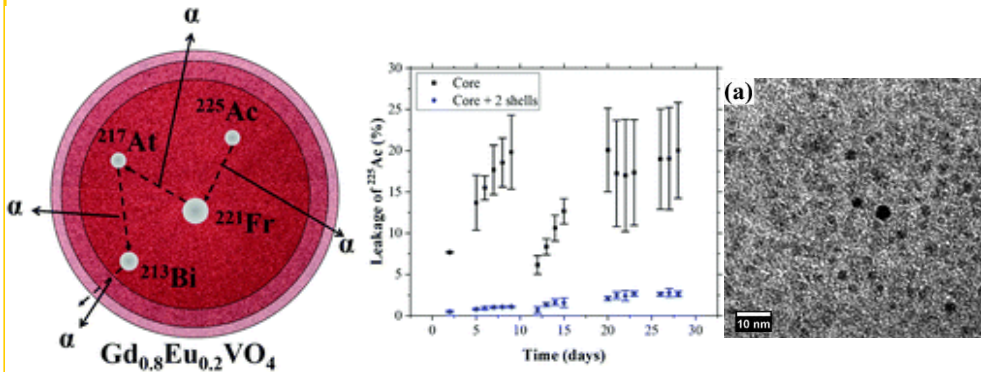 α
²²⁵Ac
²¹⁷At
α
²²¹Fr
α
²¹³Bi
α
Gd₀.₈Eu₀.₂VO₄
Leakage of ²²⁵Ac (%)
30
25
20
15
10
5
0
Core
Core + 2 shells
0 5 10 15 20 25 30
Time (days)
(a)
10 nm